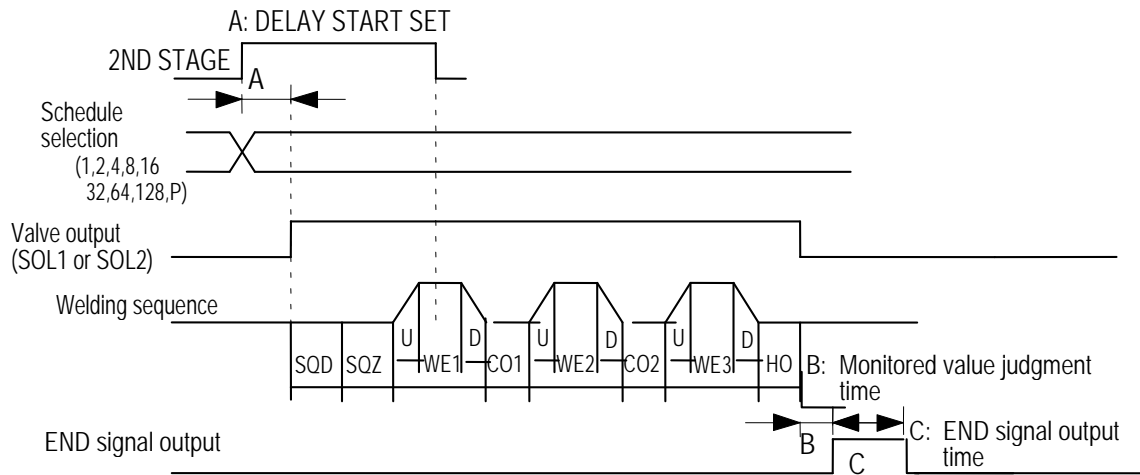 A: DELAY START SET
2ND STAGE
A
Schedule
selection
(1,2,4,8,16
32,64,128,P)
Valve output
(SOL1 or SOL2)
Welding sequence
U D U D U D
SQD SQZ WE1 CO1 WE2 CO2 WE3 HO
B: Monitored value judgment
time
END signal output
B
C
C: END signal output
time